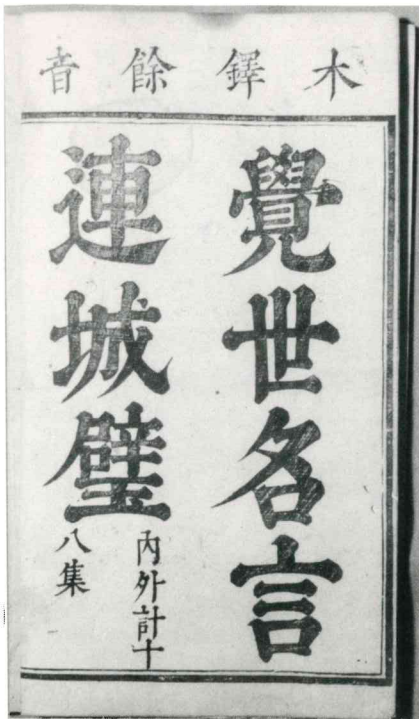 木鐸餘音
覺世名言
連城璧
內外計十
八集